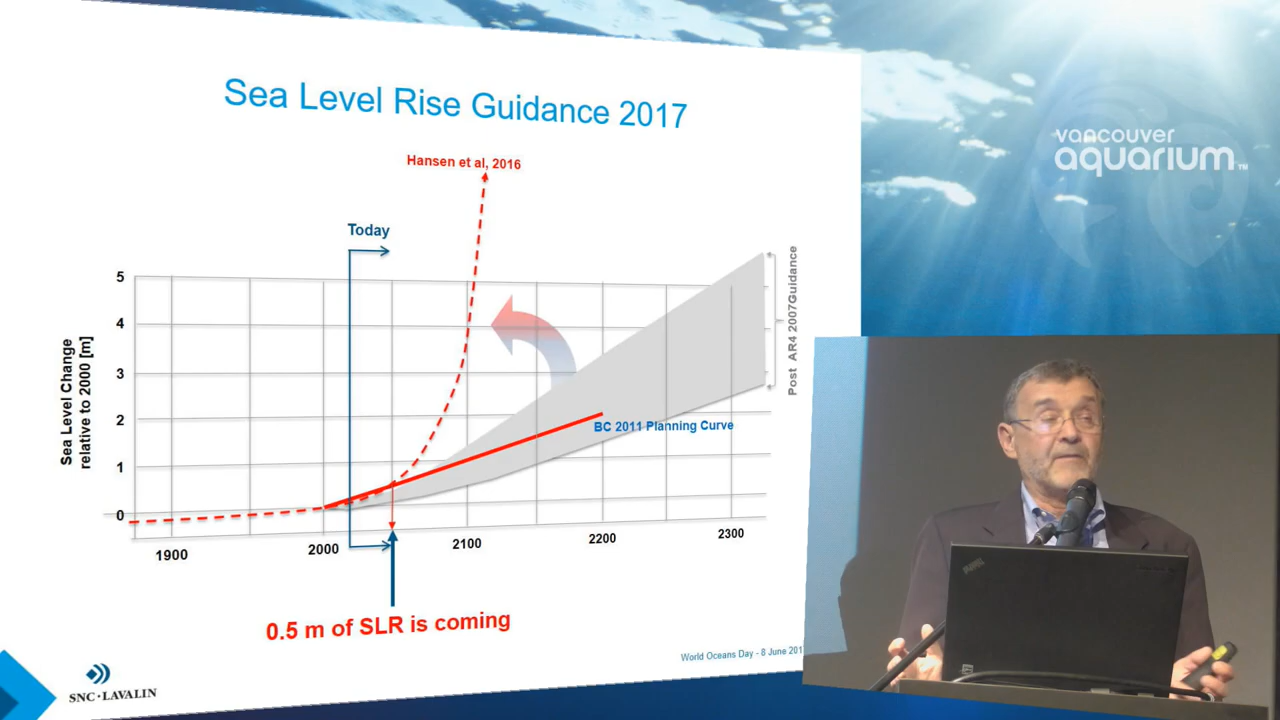 Sea Level Rise Guidance 2017
Hansen et al, 2016
Today
5
4
3
2
1
0
Sea Level Change
relative to 2000 [m]
1900
2000
2100
2200
2300
BC 2011 Planning Curve
Post AR4 2007Guidance
0.5 m of SLR is coming
World Oceans Day - 8 June 201
SNC·LAVALIN
vancouver
aquarium™